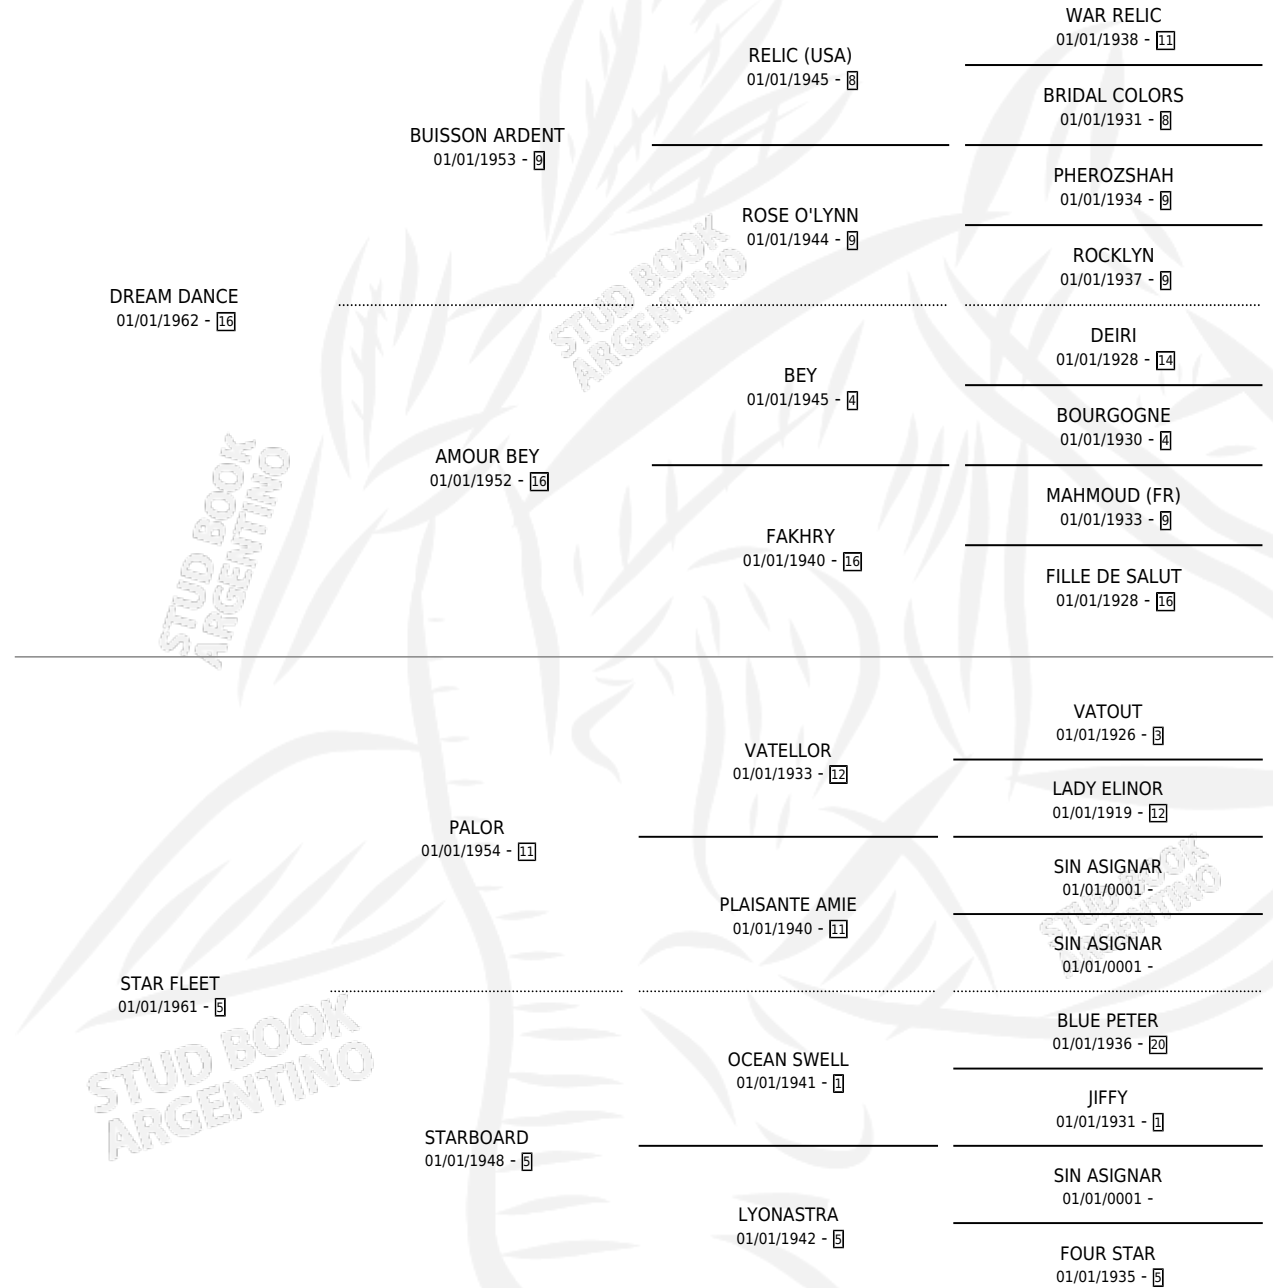 WAR RELIC
01/01/1938 - 11
RELIC (USA)
01/01/1945 - 8
BRIDAL COLORS
01/01/1931 - 8
BUISSON ARDENT
01/01/1953 - 9
PHEROZSHAH
01/01/1934 - 9
ROSE O'LYNN
01/01/1944 - 9
ROCKLYN
01/01/1937 - 9
DREAM DANCE
01/01/1962 - 16
DEIRI
01/01/1928 - 14
BEY
01/01/1945 - 4
BOURGOGNE
01/01/1930 - 4
AMOUR BEY
01/01/1952 - 16
MAHMOUD (FR)
01/01/1933 - 9
FAKHRY
01/01/1940 - 16
FILLE DE SALUT
01/01/1928 - 16
VATOUT
01/01/1926 - 3
VATELLOR
01/01/1933 - 12
LADY ELINOR
01/01/1919 - 12
PALOR
01/01/1954 - 11
SIN ASIGNAR
01/01/0001 -
PLAISANTE AMIE
01/01/1940 - 11
SIN ASIGNAR
01/01/0001 -
STAR FLEET
01/01/1961 - 5
BLUE PETER
01/01/1936 - 20
OCEAN SWELL
01/01/1941 - 1
JIFFY
01/01/1931 - 1
STARBOARD
01/01/1948 - 5
SIN ASIGNAR
01/01/0001 -
LYONASTRA
01/01/1942 - 5
FOUR STAR
01/01/1935 - 5
STUD BOOK
ARGENTINO
STUD BOOK
ARGENTINO
STUD BOOK
ARGENTINO
STUD BOOK
ARGENTINO